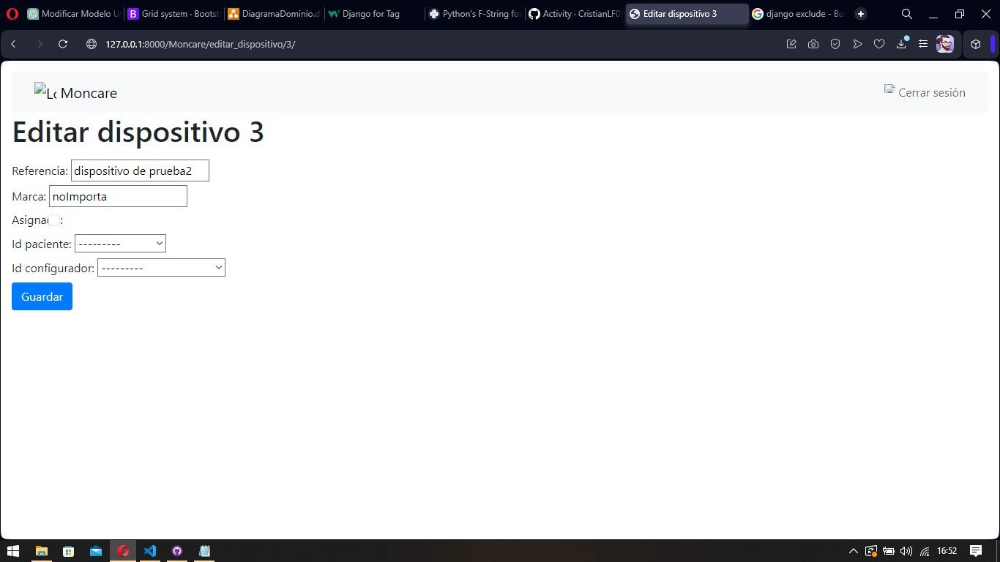 Modificar Modelo U
Grid system · Bootst
DiagramaDominio.d
Django for Tag
Python's F-String for
Activity · CristianLF0
Editar dispositivo 3
django exclude - Bu
127.0.0.1:8000/Moncare/editar_dispositivo/3/
Moncare
Cerrar sesión
Editar dispositivo 3
Referencia: dispositivo de prueba2
Marca: noImporta
Asignac :
Id paciente: ---------
Id configurador: ---------
Guardar
16:52